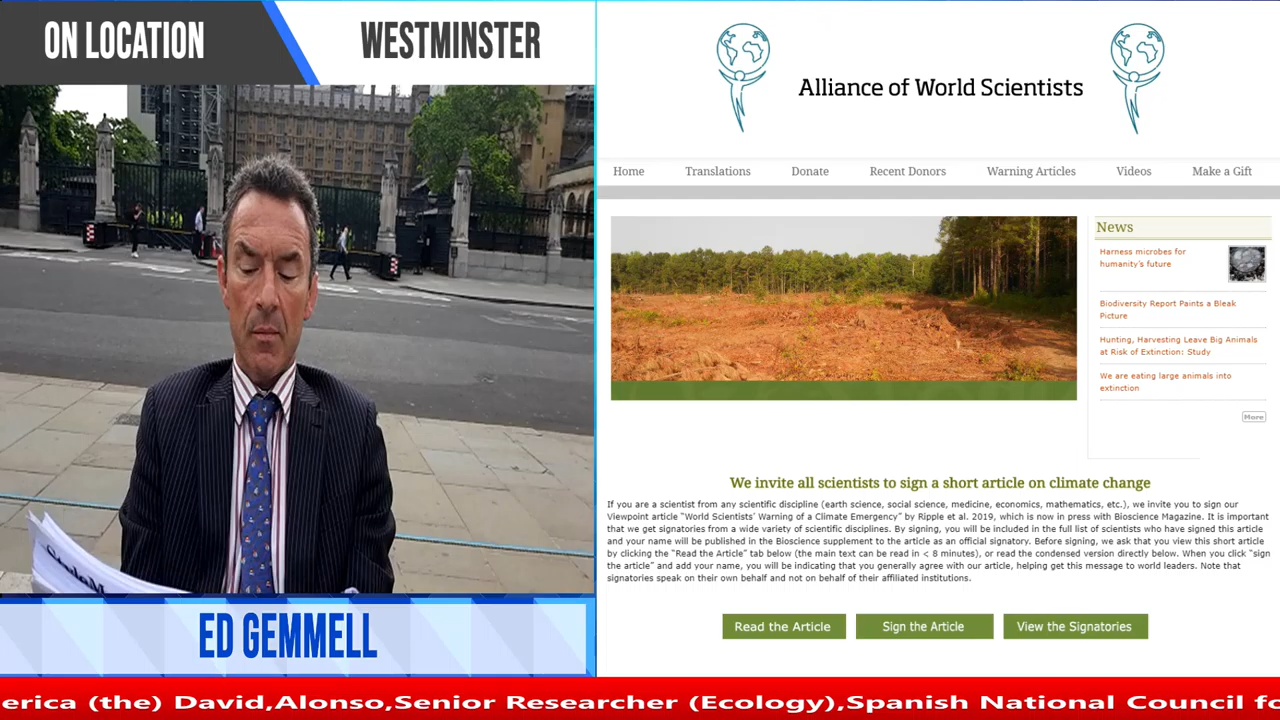 ON LOCATION
WESTMINSTER
ED GEMMELL
Alliance of World Scientists
Home Translations Donate Recent Donors Warning Articles Videos Make a Gift
News
Harness microbes for
humanity's future
Biodiversity Report Paints a Bleak
Picture
Hunting, Harvesting Leave Big Animals
at Risk of Extinction: Study
We are eating large animals into
extinction
More
We invite all scientists to sign a short article on climate change
If you are a scientist from any scientific discipline (earth science, social science, medicine, economics, mathematics, etc.), we invite you to sign our
Viewpoint article "World Scientists' Warning of a Climate Emergency" by Ripple et al. 2019, which is now in press with Bioscience Magazine. It is important
that we get signatories from a wide variety of scientific disciplines. By signing, you will be included in the full list of scientists who have signed this article
and your name will be published in the Bioscience supplement to the article as an official signatory. Before signing, we ask that you view this short article
by clicking the "Read the Article" tab below (the main text can be read in < 8 minutes), or read the condensed version directly below. When you click "sign
the article" and add your name, you will be indicating that you generally agree with our article, helping get this message to world leaders. Note that
signatories speak on their own behalf and not on behalf of their affiliated institutions.
Read the Article Sign the Article View the Signatories
erica (the) David,Alonso,Senior Researcher (Ecology),Spanish National Council fo